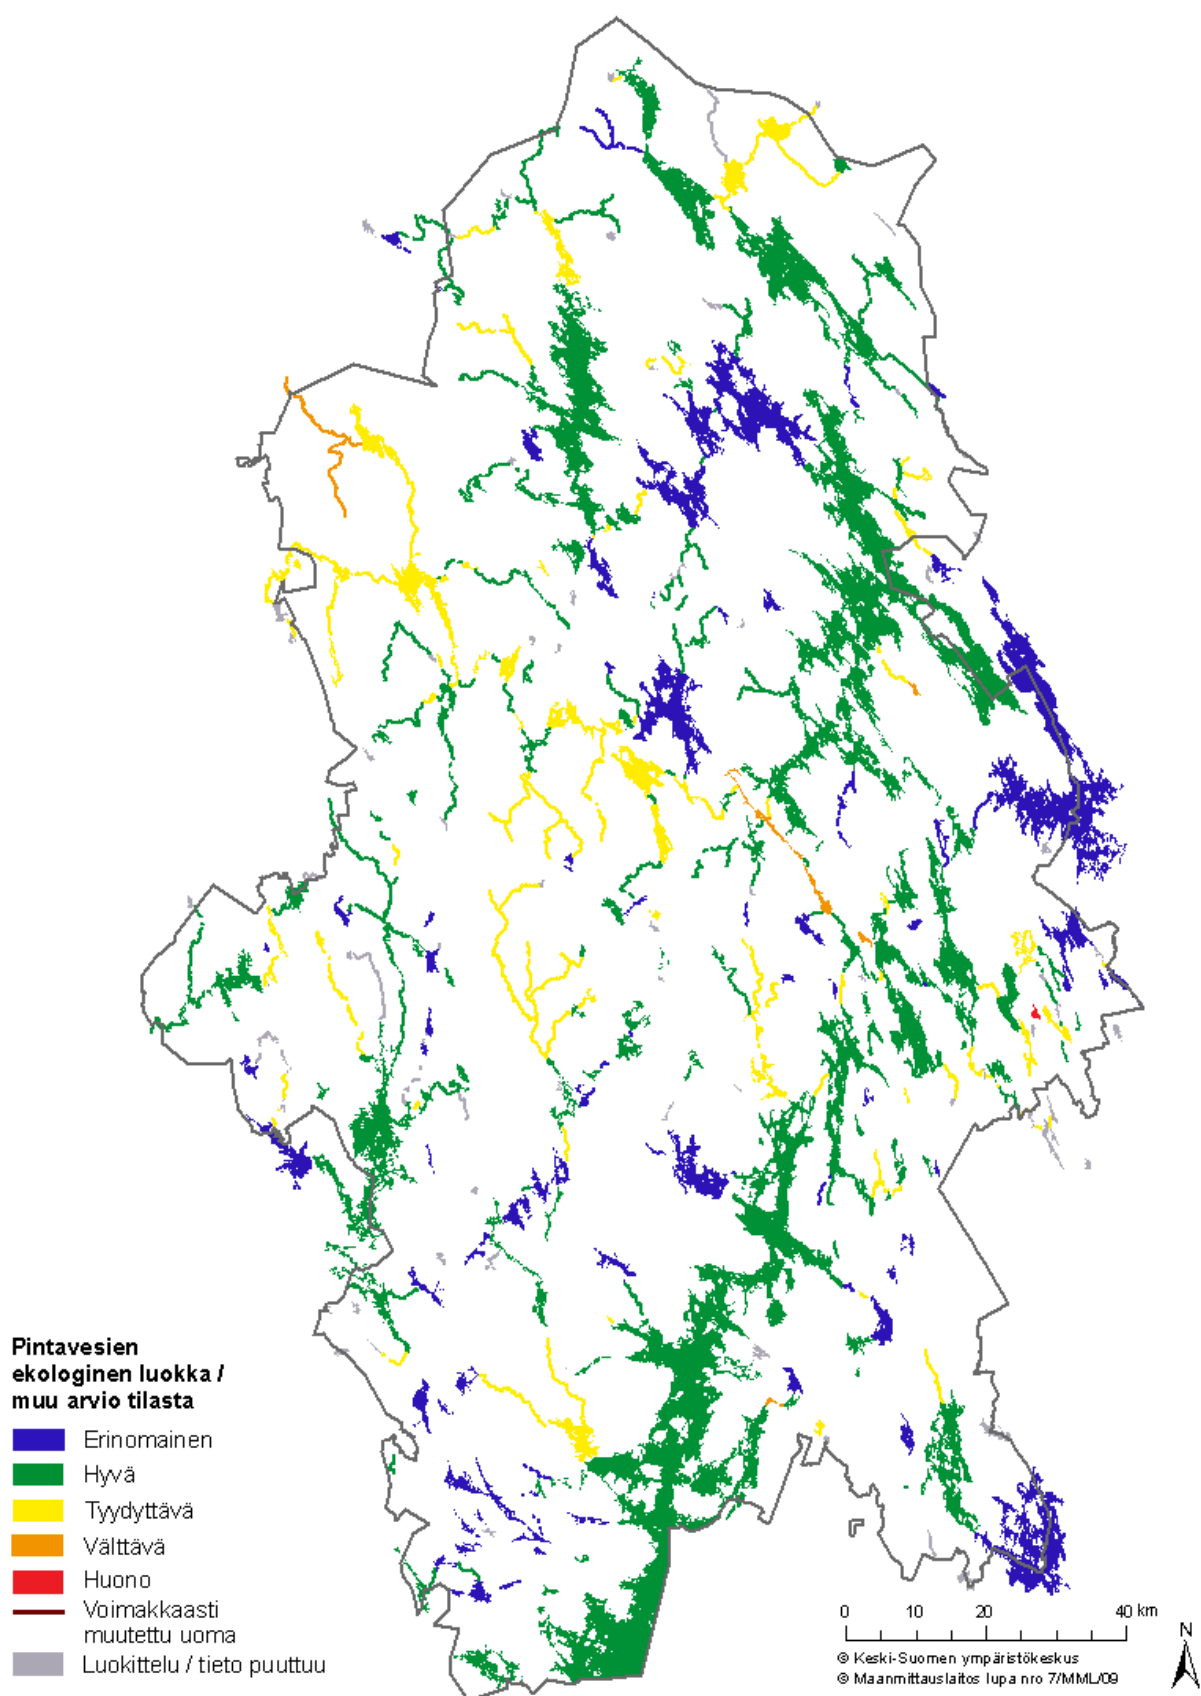 Pintavesien
ekologinen luokka /
muu arvio tilasta
Erinomainen
Hyvä
Tyydyttävä
Välttävä
Huono
Voimakkaasti
muutettu uoma
Luokittelu / tieto puuttuu
0 10 20 40 km
© Keski-Suomen ympäristökeskus
© Maanmittauslaitos lupa nro 7/MML/09
N